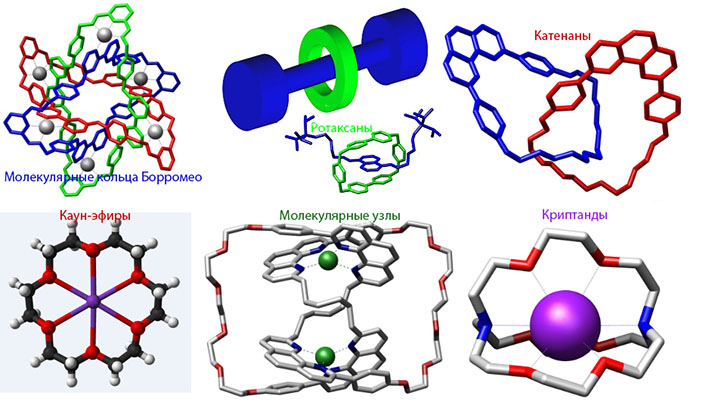 Катенаны
Ротаксаны
Молекулярные кольца Борромео
Каун-эфиры
Молекулярные узлы
Криптанды